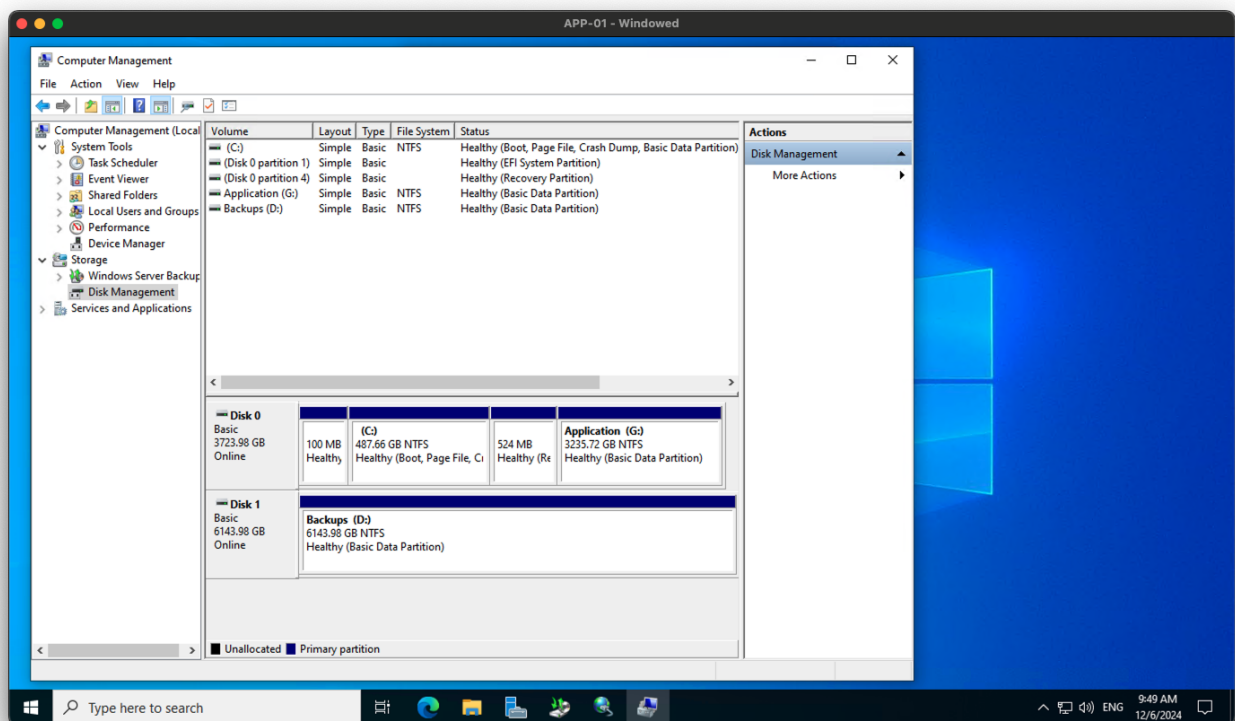 APP-01 - Windowed
Computer Management
File Action View Help
Computer Management (Local
System Tools
Task Scheduler
Event Viewer
Shared Folders
Local Users and Groups
Performance
Device Manager
Storage
Windows Server Backup
Disk Management
Services and Applications
Volume Layout Type File System Status
(C:) Simple Basic NTFS Healthy (Boot, Page File, Crash Dump, Basic Data Partition)
(Disk 0 partition 1) Simple Basic Healthy (EFI System Partition)
(Disk 0 partition 4) Simple Basic Healthy (Recovery Partition)
Application (G:) Simple Basic NTFS Healthy (Basic Data Partition)
Backups (D:) Simple Basic NTFS Healthy (Basic Data Partition)
Disk 0
Basic
3723.98 GB
Online
100 MB
Healthy
(C:)
487.66 GB NTFS
Healthy (Boot, Page File, Cr
524 MB
Healthy (Re
Application (G:)
3235.72 GB NTFS
Healthy (Basic Data Partition)
Disk 1
Basic
6143.98 GB
Online
Backups (D:)
6143.98 GB NTFS
Healthy (Basic Data Partition)
Unallocated Primary partition
Actions
Disk Management
More Actions
Type here to search
ENG
9:49 AM
12/6/2024